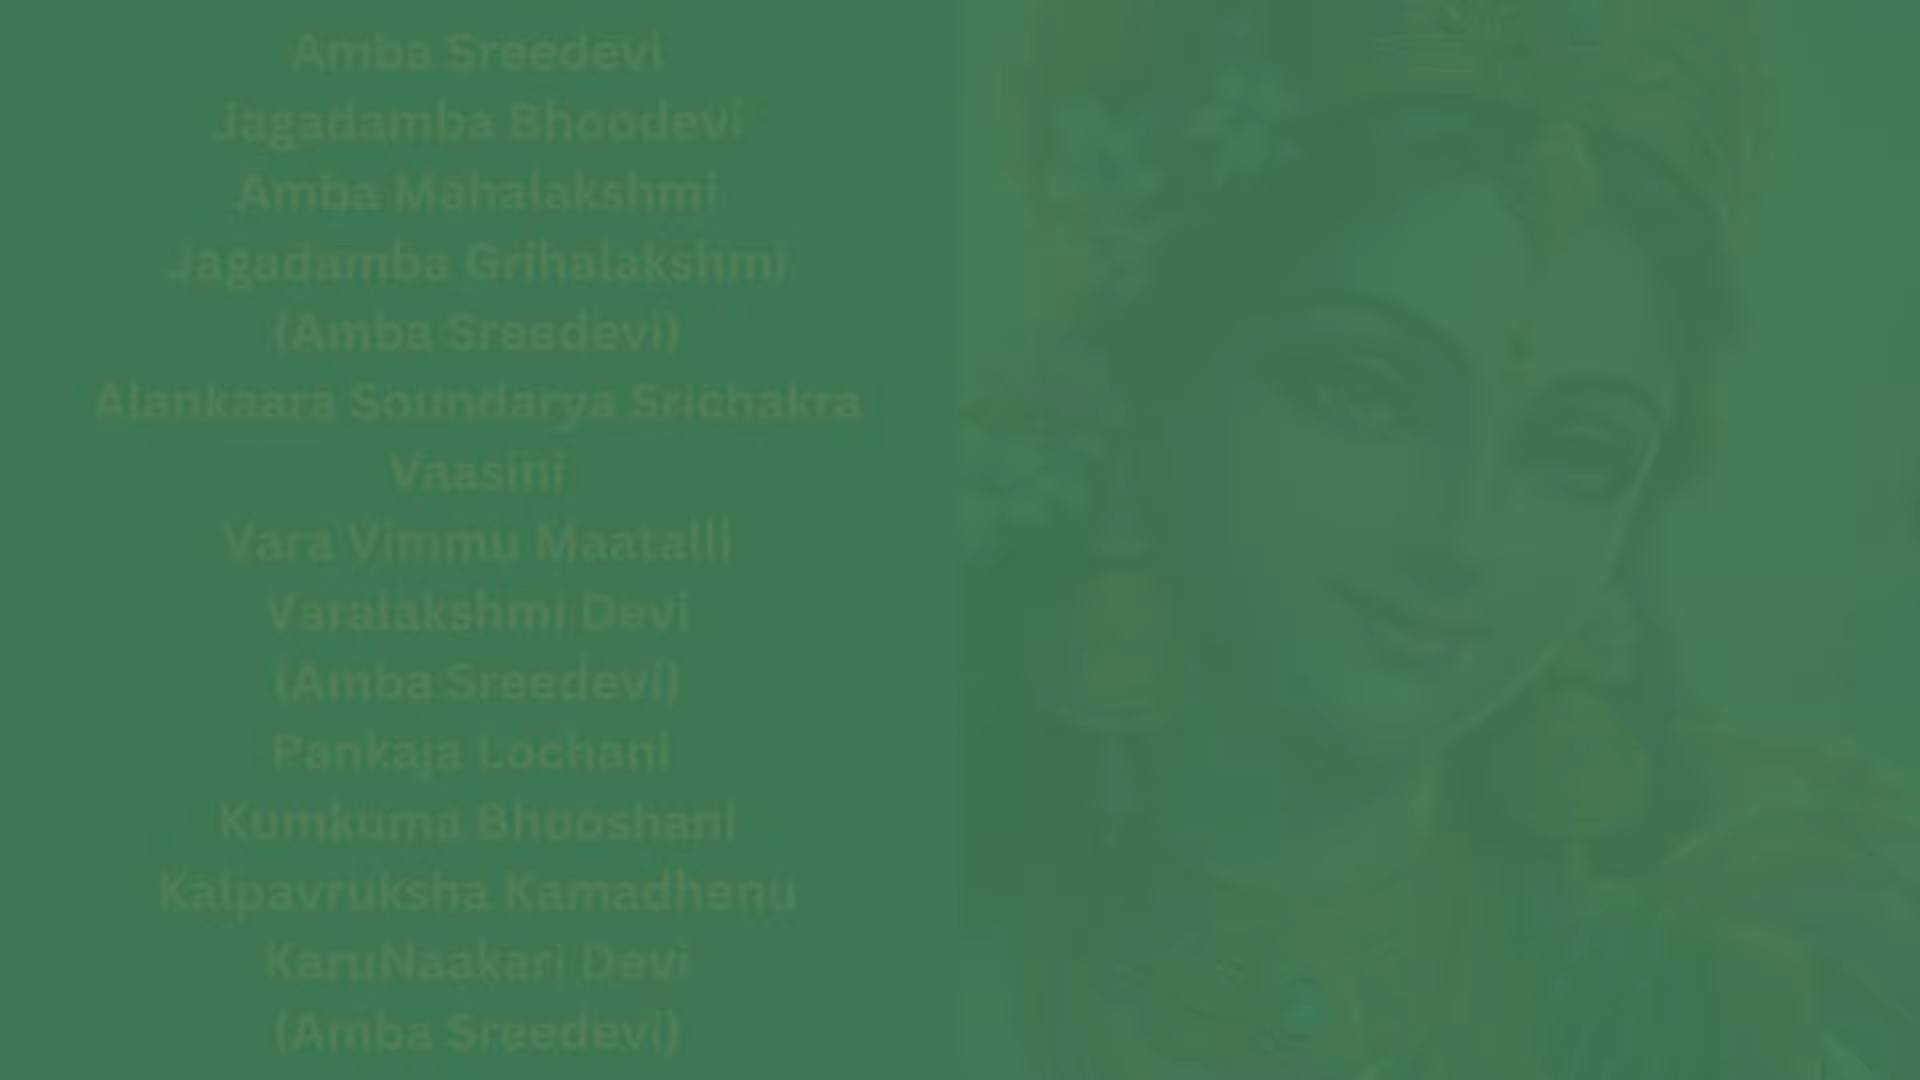 Amba Sreedevi
Jagadamba Bhoodevi
Amba Mahalakshmi
Jagadamba Grihalakshmi
(Amba Sreedevi)
Alankaara Soundarya Srichakra
Vaasini
Vara Vimmu Maatalli
Varalakshmi Devi
(Amba Sreedevi)
Pankaja Lochani
Kumkuma Bhooshani
Kalpavruksha Kamadhenu
KaruNaakari Devi
(Amba Sreedevi)